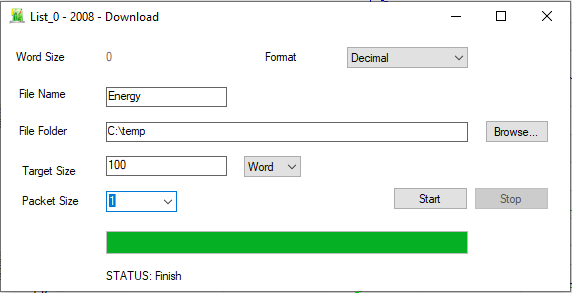 List_0 - 2008 - Download
Word Size 0 Format Decimal
File Name Energy
File Folder C:\temp Browse...
Target Size 100 Word
Packet Size 1 Start Stop
STATUS: Finish